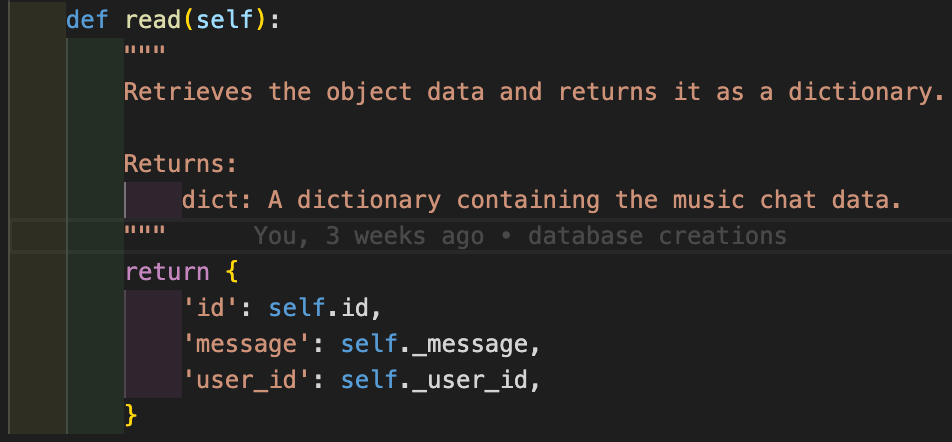 def read(self):
"""
Retrieves the object data and returns it as a dictionary.
Returns:
dict: A dictionary containing the music chat data.
""" You, 3 weeks ago • database creations
return {
'id': self.id,
'message': self._message,
'user_id': self._user_id,
}